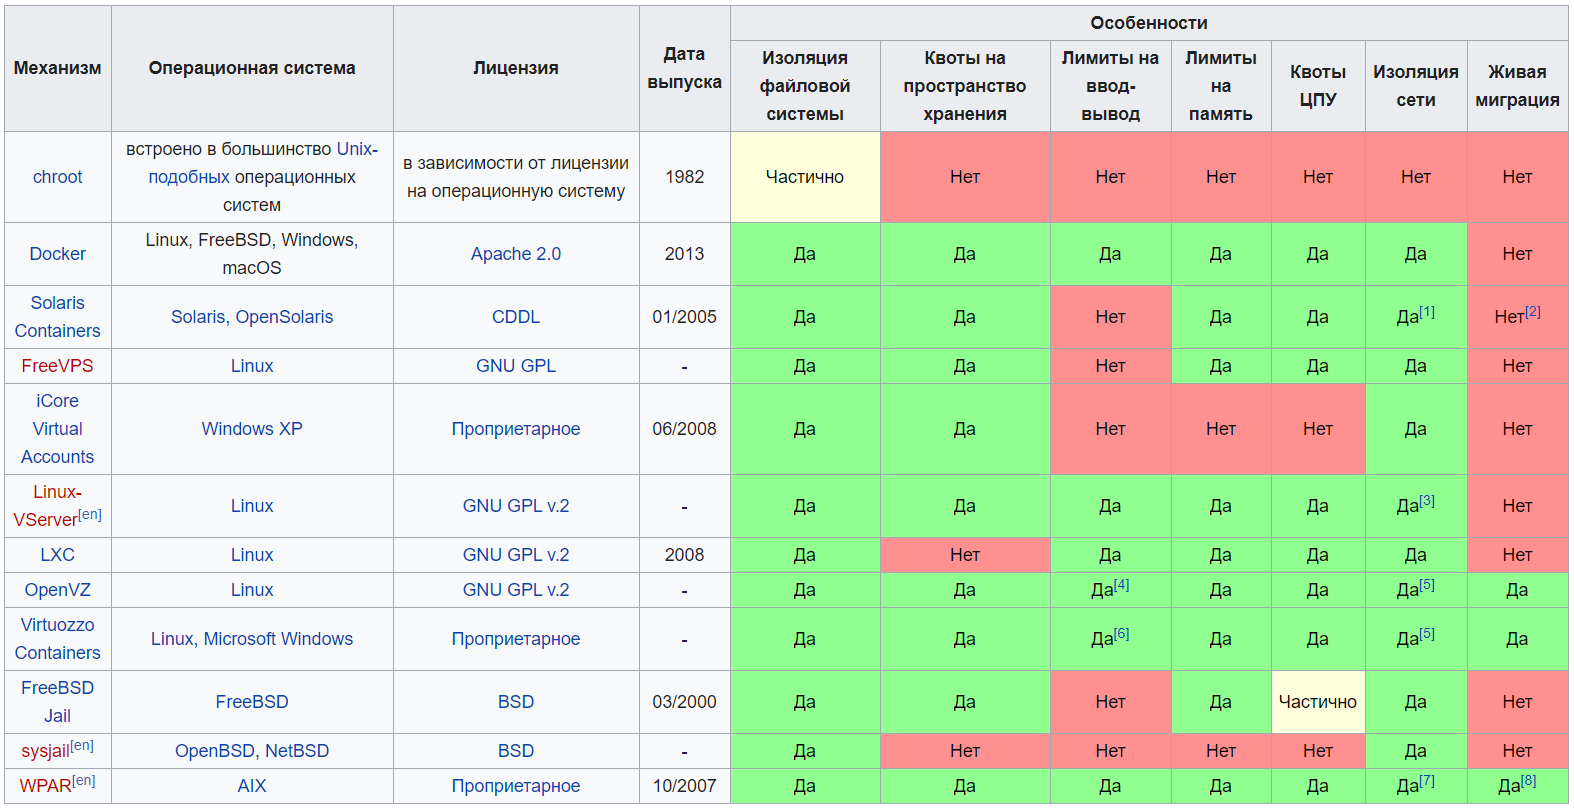 Механизм
Операционная система
Лицензия
Дата
выпуска
Особенности
Изоляция
файловой
системы
Квоты на
пространство
хранения
Лимиты на
ввод-
вывод
Лимиты
на
память
Квоты
ЦПУ
Изоляция
сети
Живая
миграция
chroot
встроено в большинство Unix-
подобных операционных
систем
в зависимости от лицензии
на операционную систему
1982
Частично
Нет
Нет
Нет
Нет
Нет
Нет
Docker
Linux, FreeBSD, Windows,
macOS
Apache 2.0
2013
Да
Да
Да
Да
Да
Да
Нет
Solaris
Containers
Solaris, OpenSolaris
CDDL
01/2005
Да
Да
Нет
Да
Да
Да[1]
Нет[2]
FreeVPS
Linux
GNU GPL
-
Да
Да
Нет
Да
Да
Да
Нет
iCore
Virtual
Accounts
Windows XP
Проприетарное
06/2008
Да
Да
Нет
Нет
Нет
Да
Нет
Linux-
VServer[en]
Linux
GNU GPL v.2
-
Да
Да
Да
Да
Да
Да[3]
Нет
LXC
Linux
GNU GPL v.2
2008
Да
Нет
Да
Да
Да
Да
Нет
OpenVZ
Linux
GNU GPL v.2
-
Да
Да
Да[4]
Да
Да
Да[5]
Да
Virtuozzo
Containers
Linux, Microsoft Windows
Проприетарное
-
Да
Да
Да[6]
Да
Да
Да[5]
Да
FreeBSD
Jail
FreeBSD
BSD
03/2000
Да
Да
Нет
Да
Частично
Да
Нет
sysjail[en]
OpenBSD, NetBSD
BSD
-
Да
Нет
Нет
Нет
Нет
Да
Нет
WPAR[en]
AIX
Проприетарное
10/2007
Да
Да
Да
Да
Да
Да[7]
Да[8]